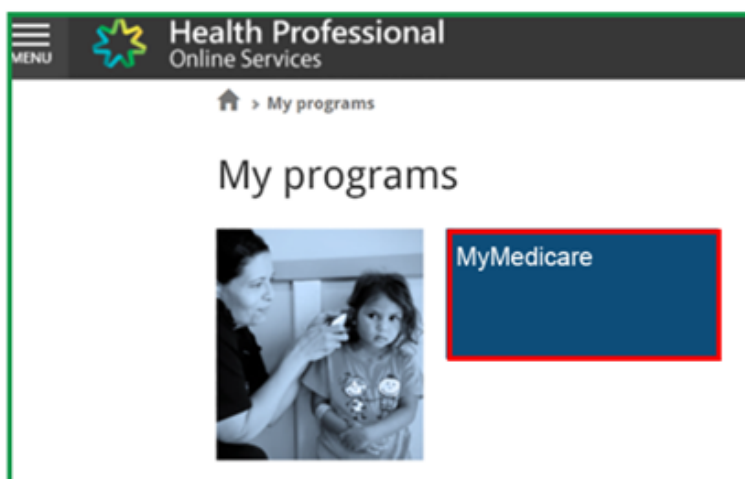 MENU
Health Professional
Online Services
> My programs
My programs
MyMedicare